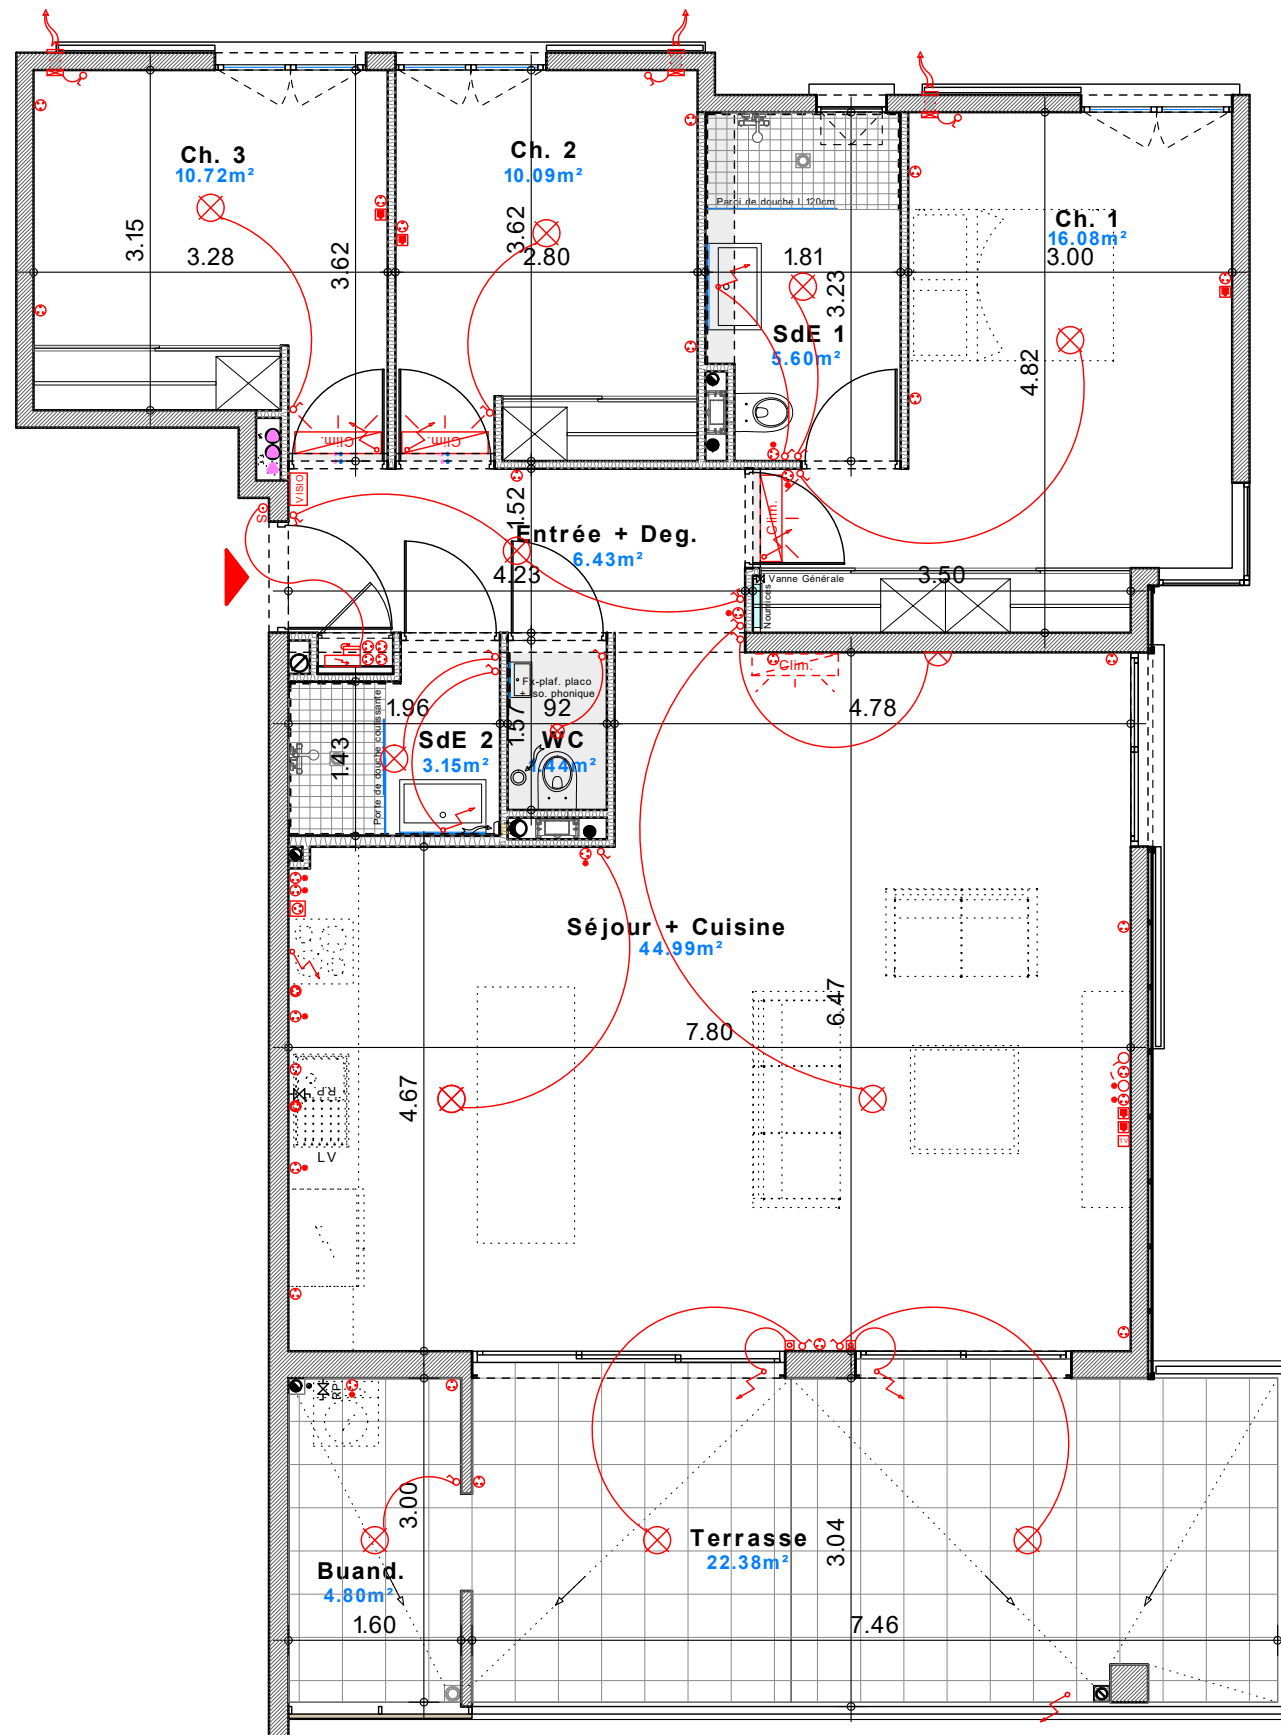 Ch. 3
10.72m²
3.15
3.28
3.62
Ch. 2
10.09m²
3.62
2.80
Paroi de douche L 120cm
1.81
3.23
SdE 1
5.60m²
Ch. 1
16.08m²
3.00
4.82
Clim.
Clim.
VISIO
S
1.52
Entrée + Deg.
6.43m²
4.23
Clim.
Vanne Générale
Nourrices
3.50
Clim.
Fx-plaf. placo
+ Iso. phonique
1.96
1.57
92
4.78
1.43
Porte de douche coulissante
SdE 2
3.15m²
WC
1.44m²
Séjour + Cuisine
44.99m²
6.47
7.80
4.67
R.P
LV
RP
3.00
Buand.
4.80m²
1.60
Terrasse
22.38m²
3.04
7.46